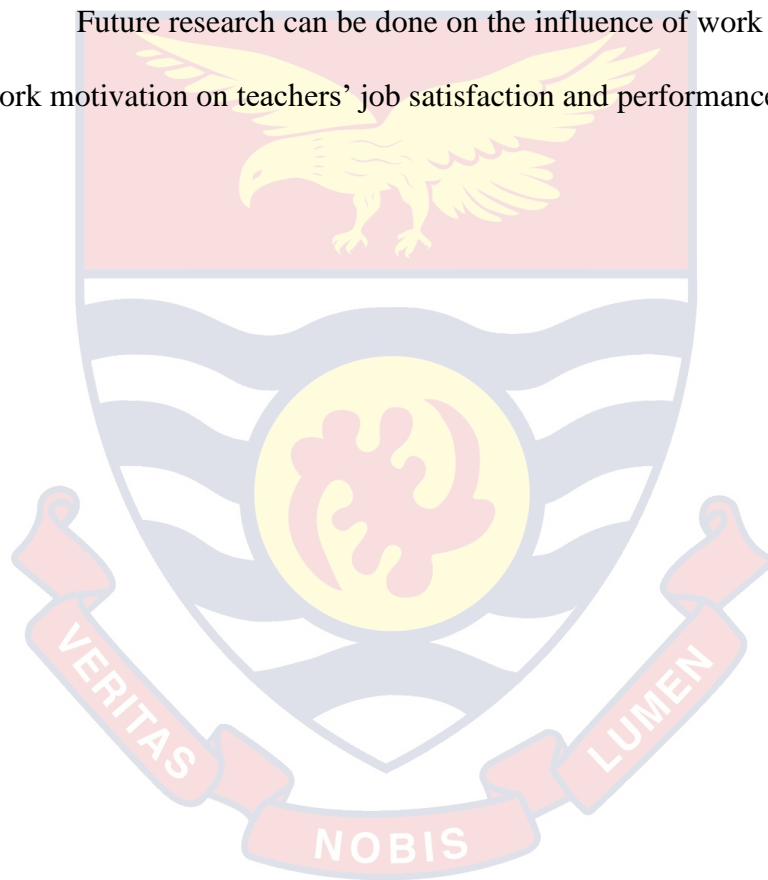 Future research can be done on the influence of work
ork motivation on teachers’ job satisfaction and performance
VERITAS
NOBIS
LUMEN